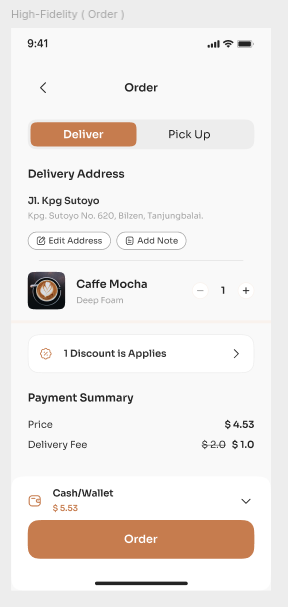 High-Fidelity ( Order )
9:41
Order
Deliver
Pick Up
Delivery Address
Jl. Kpg Sutoyo
Kpg. Sutoyo No. 620, Bilzen, Tanjungbalai.
Edit Address
Add Note
Caffe Mocha
Deep Foam
− 1 +
1 Discount is Applies
Payment Summary
Price $ 4.53
Delivery Fee $ 2.0 $ 1.0
Cash/Wallet
$ 5.53
Order